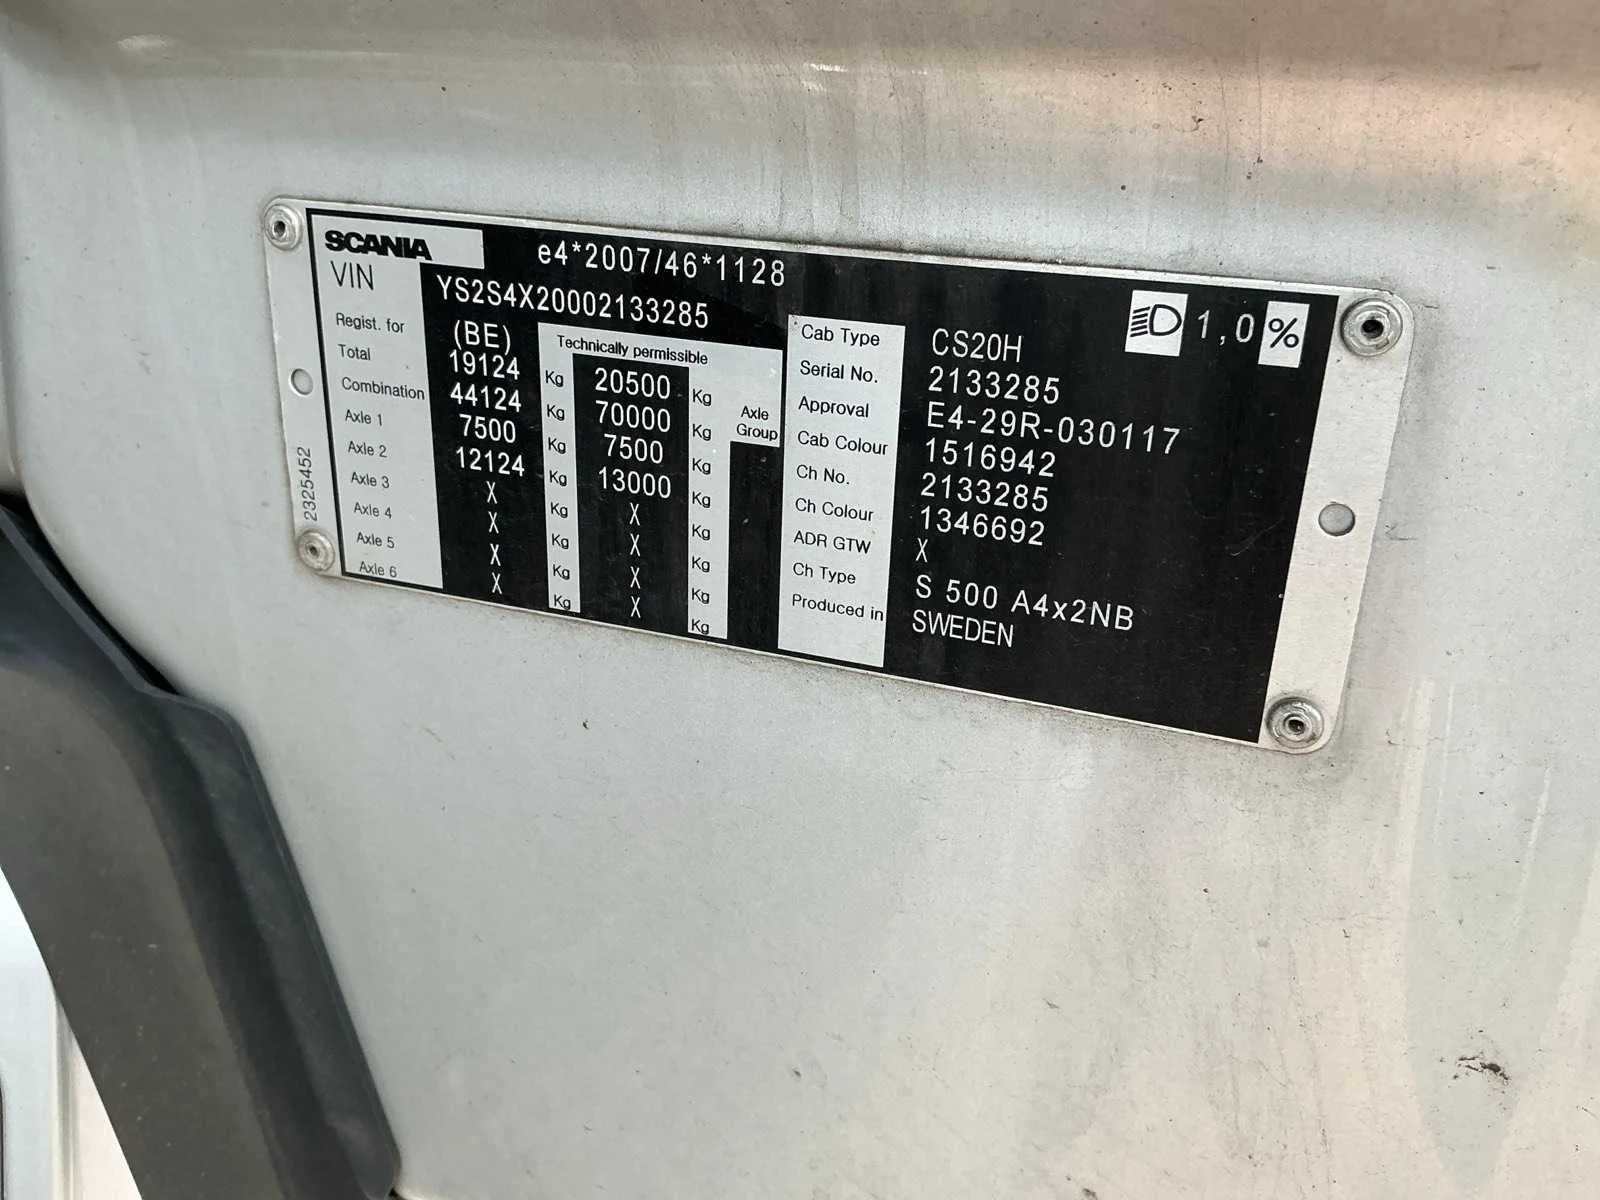 SCANIA e4*2007/46*1128
VIN YS2S4X20002133285
1,0 %
Regist. for (BE) Technically permissible
Total 19124 Kg 20500 Kg
Combination 44124 Kg 70000 Kg
Axle 1 7500 Kg 7500 Kg
Axle 2 12124 Kg 13000 Kg
Axle 3 X Kg X Kg
Axle 4 X Kg X Kg
Axle 5 X Kg X Kg
Axle 6 X Kg X Kg
Axle
Group
Cab Type CS20H
Serial No. 2133285
Approval E4-29R-030117
Cab Colour 1516942
Ch No. 2133285
Ch Colour 1346692
ADR GTW X
Ch Type S 500 A4x2NB
Produced in SWEDEN
2325452